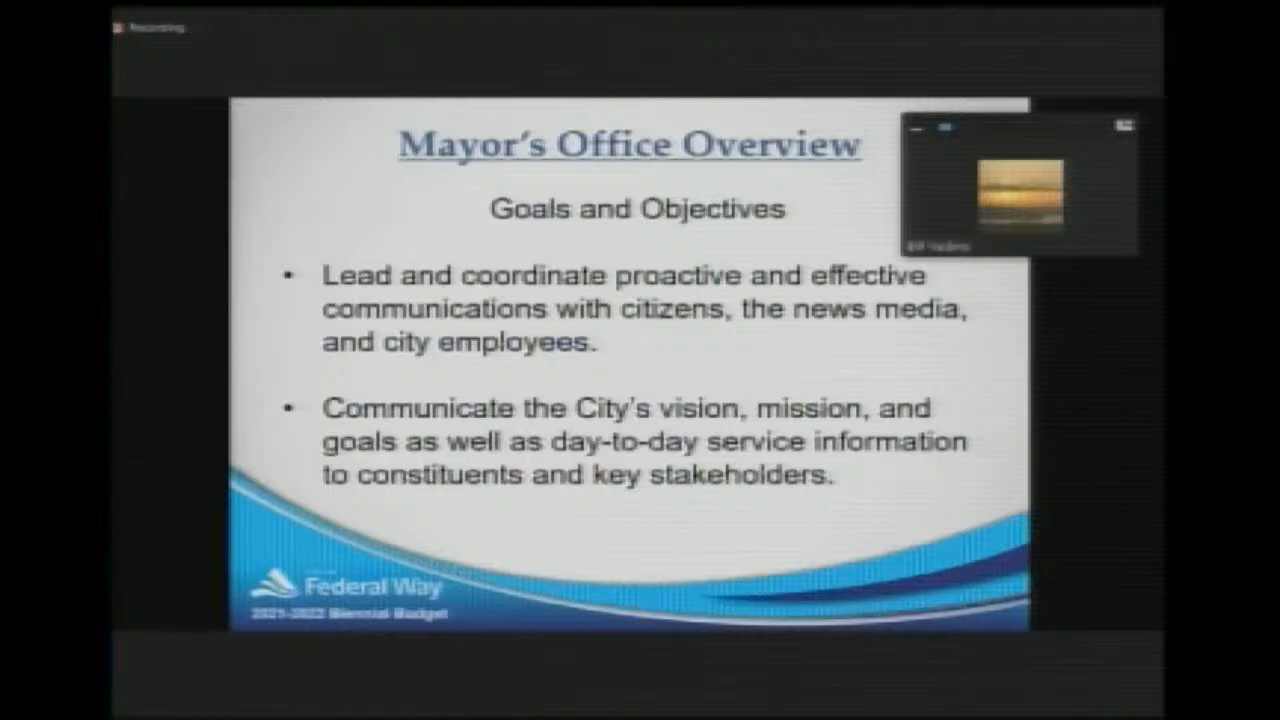 Recording
Mayor's Office Overview
Goals and Objectives
• Lead and coordinate proactive and effective
communications with citizens, the news media,
and city employees.
• Communicate the City's vision, mission, and
goals as well as day-to-day service information
to constituents and key stakeholders.
Federal Way
2021-2022 Biennial Budget